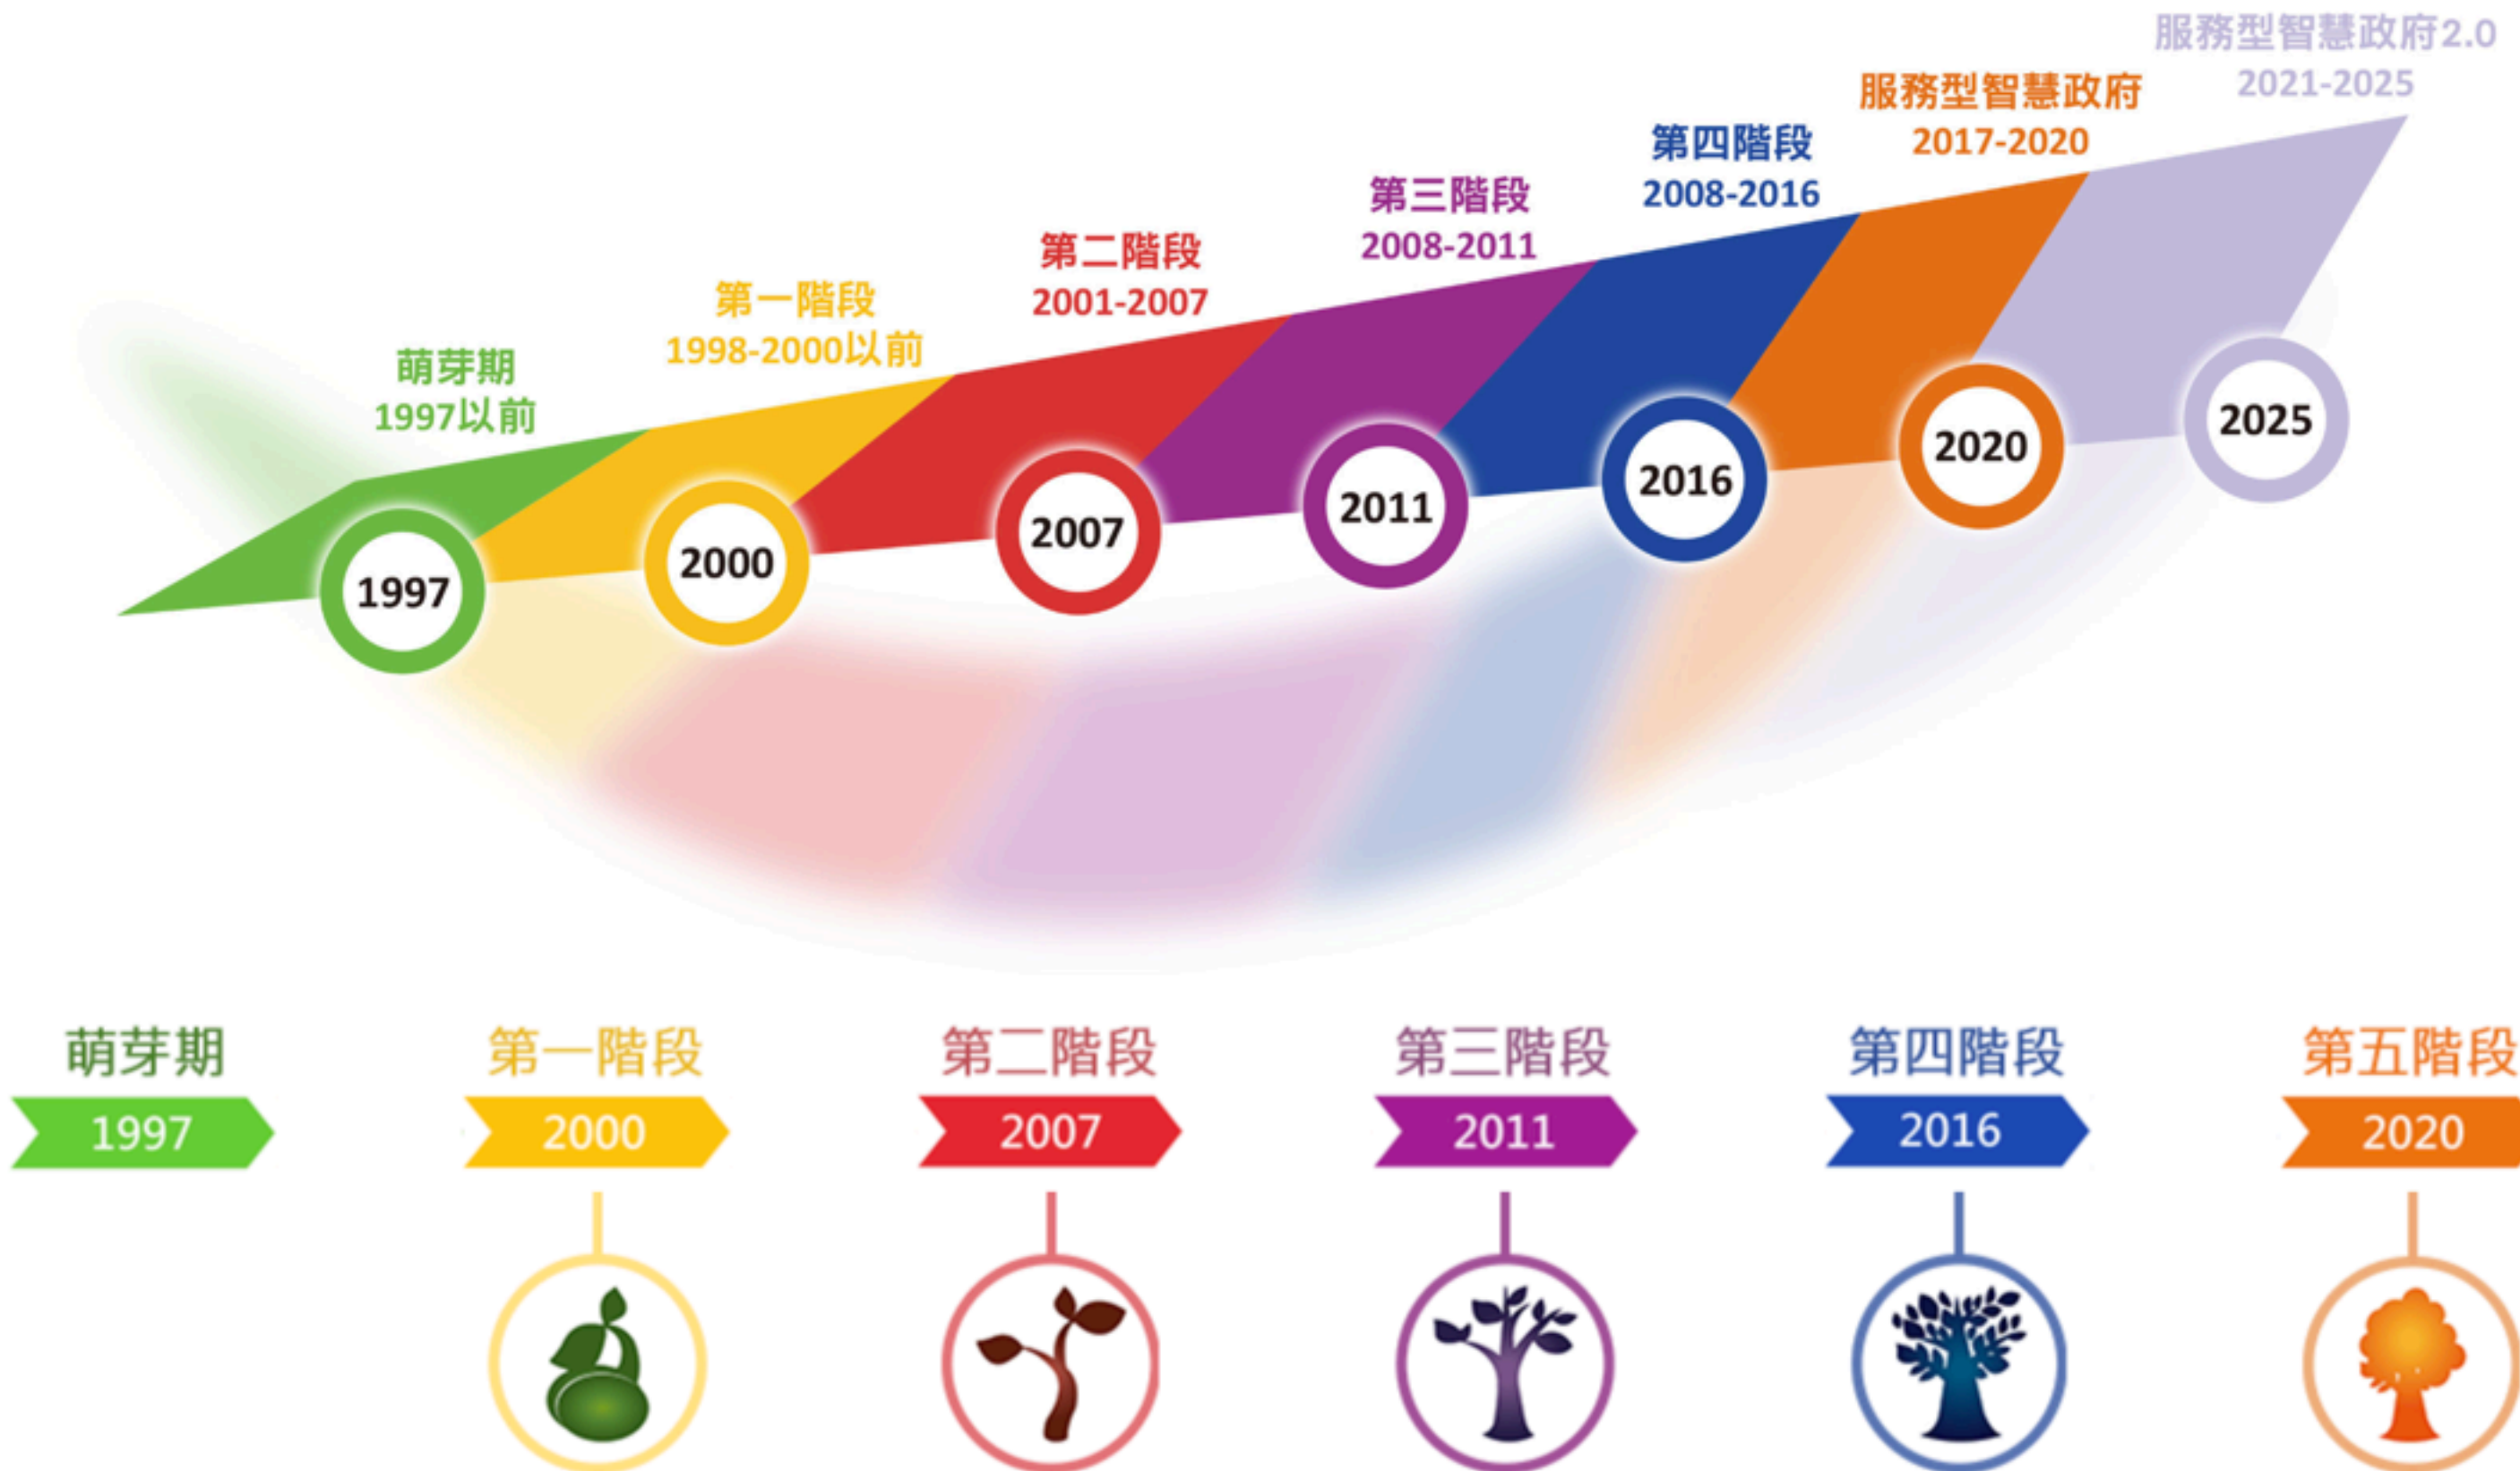 服務型智慧政府2.0
2021-2025
服務型智慧政府
2017-2020
第四階段
2008-2016
第三階段
2008-2011
第二階段
2001-2007
第一階段
1998-2000以前
萌芽期
1997以前
1997
2000
2007
2011
2016
2020
2025
萌芽期
1997
第一階段
2000
第二階段
2007
第三階段
2011
第四階段
2016
第五階段
2020